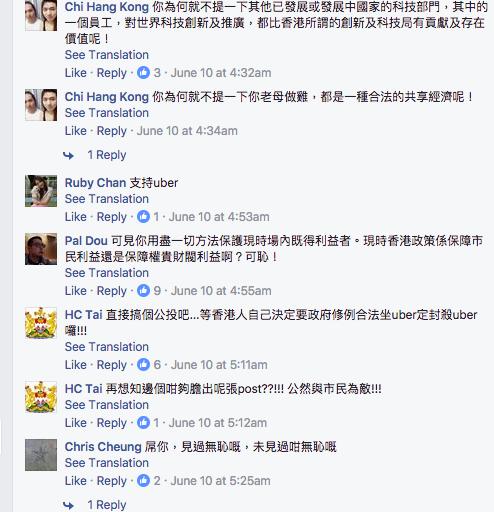 Chi Hang Kong 你為何就不提一下其他已發展或發展中國家的科技部門，其中的
一個員工，對世界科技創新及推廣，都比香港所謂的創新及科技局有貢獻及存在
價值呢！
See Translation
Like · Reply · 3 · June 10 at 4:32am
Chi Hang Kong 你為何就不提一下你老母做雞，都是一種合法的共享經濟呢！
See Translation
Like · Reply · June 10 at 4:34am
1 Reply
Ruby Chan 支持uber
See Translation
Like · Reply · 1 · June 10 at 4:53am
Pal Dou 可見你用盡一切方法保護現時場內既得利益者。現時香港政策係保障市
民利益還是保障權貴財閥利益啊？可恥！
See Translation
Like · Reply · 9 · June 10 at 4:55am
HC Tai 直接搞個公投吧...等香港人自己決定要政府修例合法坐uber定封殺uber
囉!!!
See Translation
Like · Reply · 6 · June 10 at 5:11am
HC Tai 再想知邊個咁夠膽出呢張post??!!! 公然與市民為敵!!!
See Translation
Like · Reply · 1 · June 10 at 5:12am
Chris Cheung 屌你，見過無恥嘅，未見過咁無恥嘅
See Translation
Like · Reply · 2 · June 10 at 5:25am
1 Reply